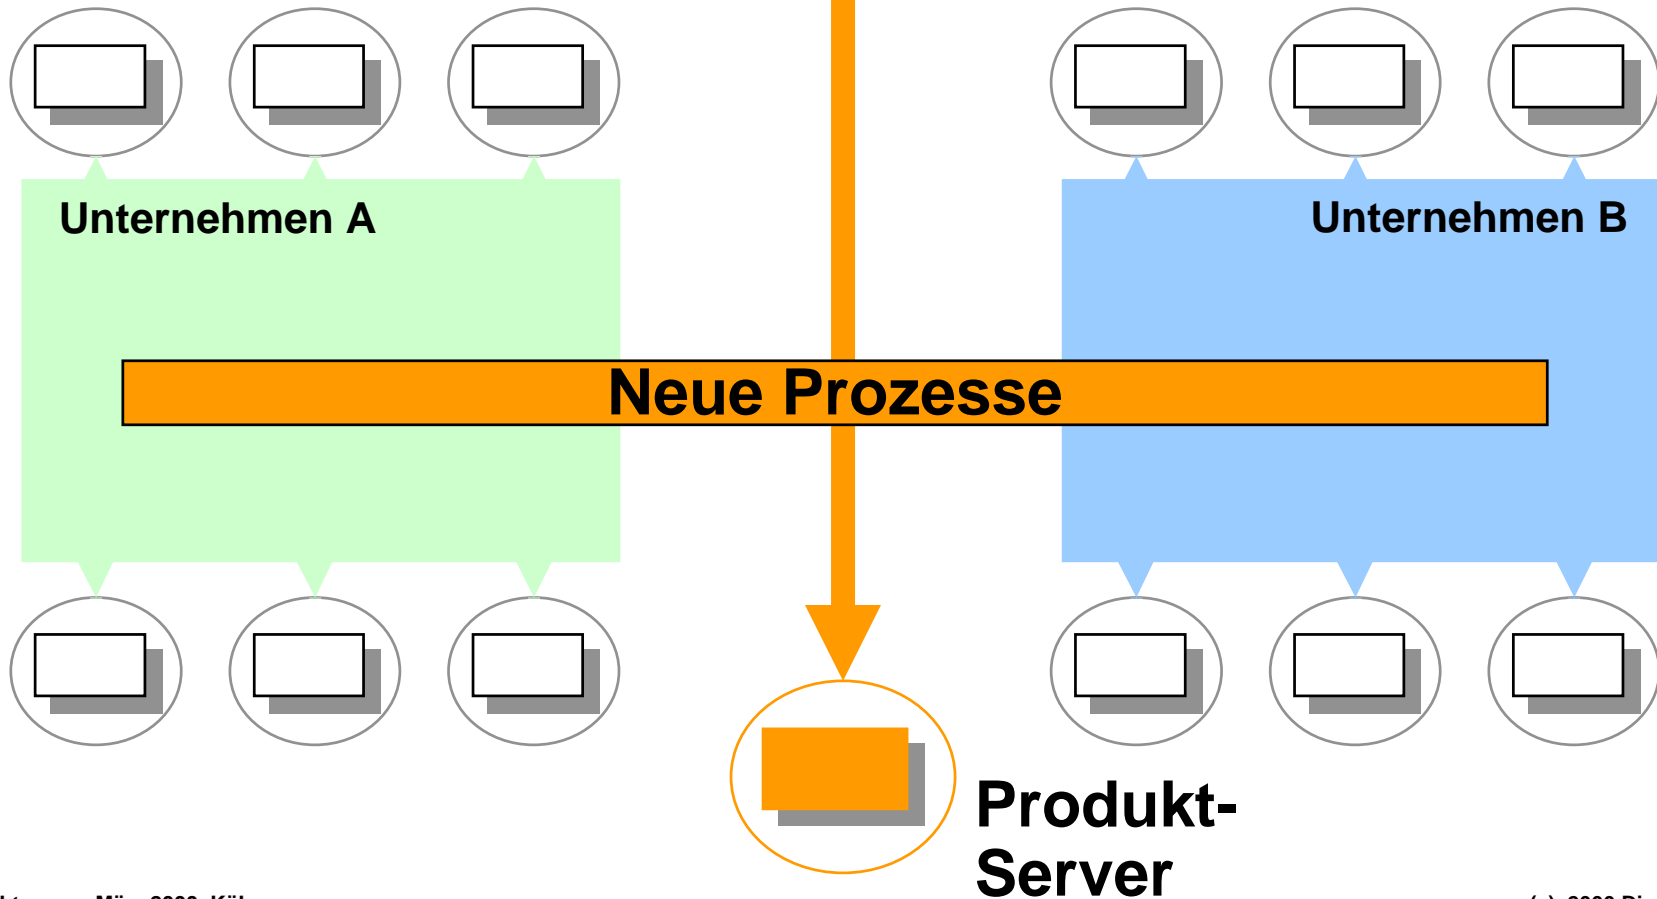 Unternehmen A
Unternehmen B
Neue Prozesse
Produkt-
Server